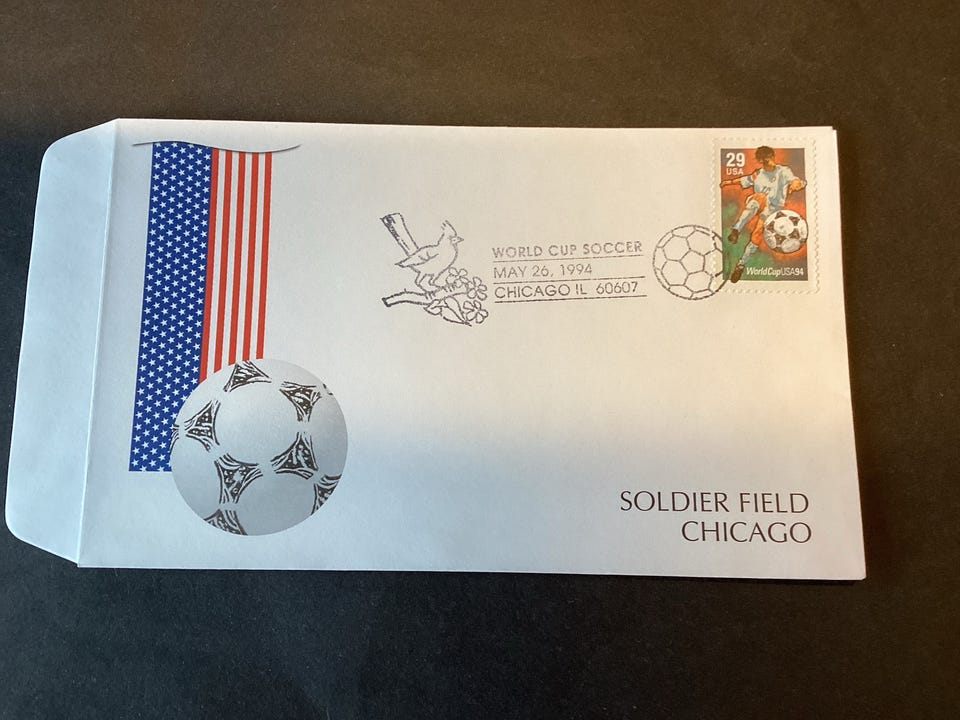 29
USA
WorldCupUSA94
WORLD CUP SOCCER
MAY 26, 1994
CHICAGO IL 60607
SOLDIER FIELD
CHICAGO